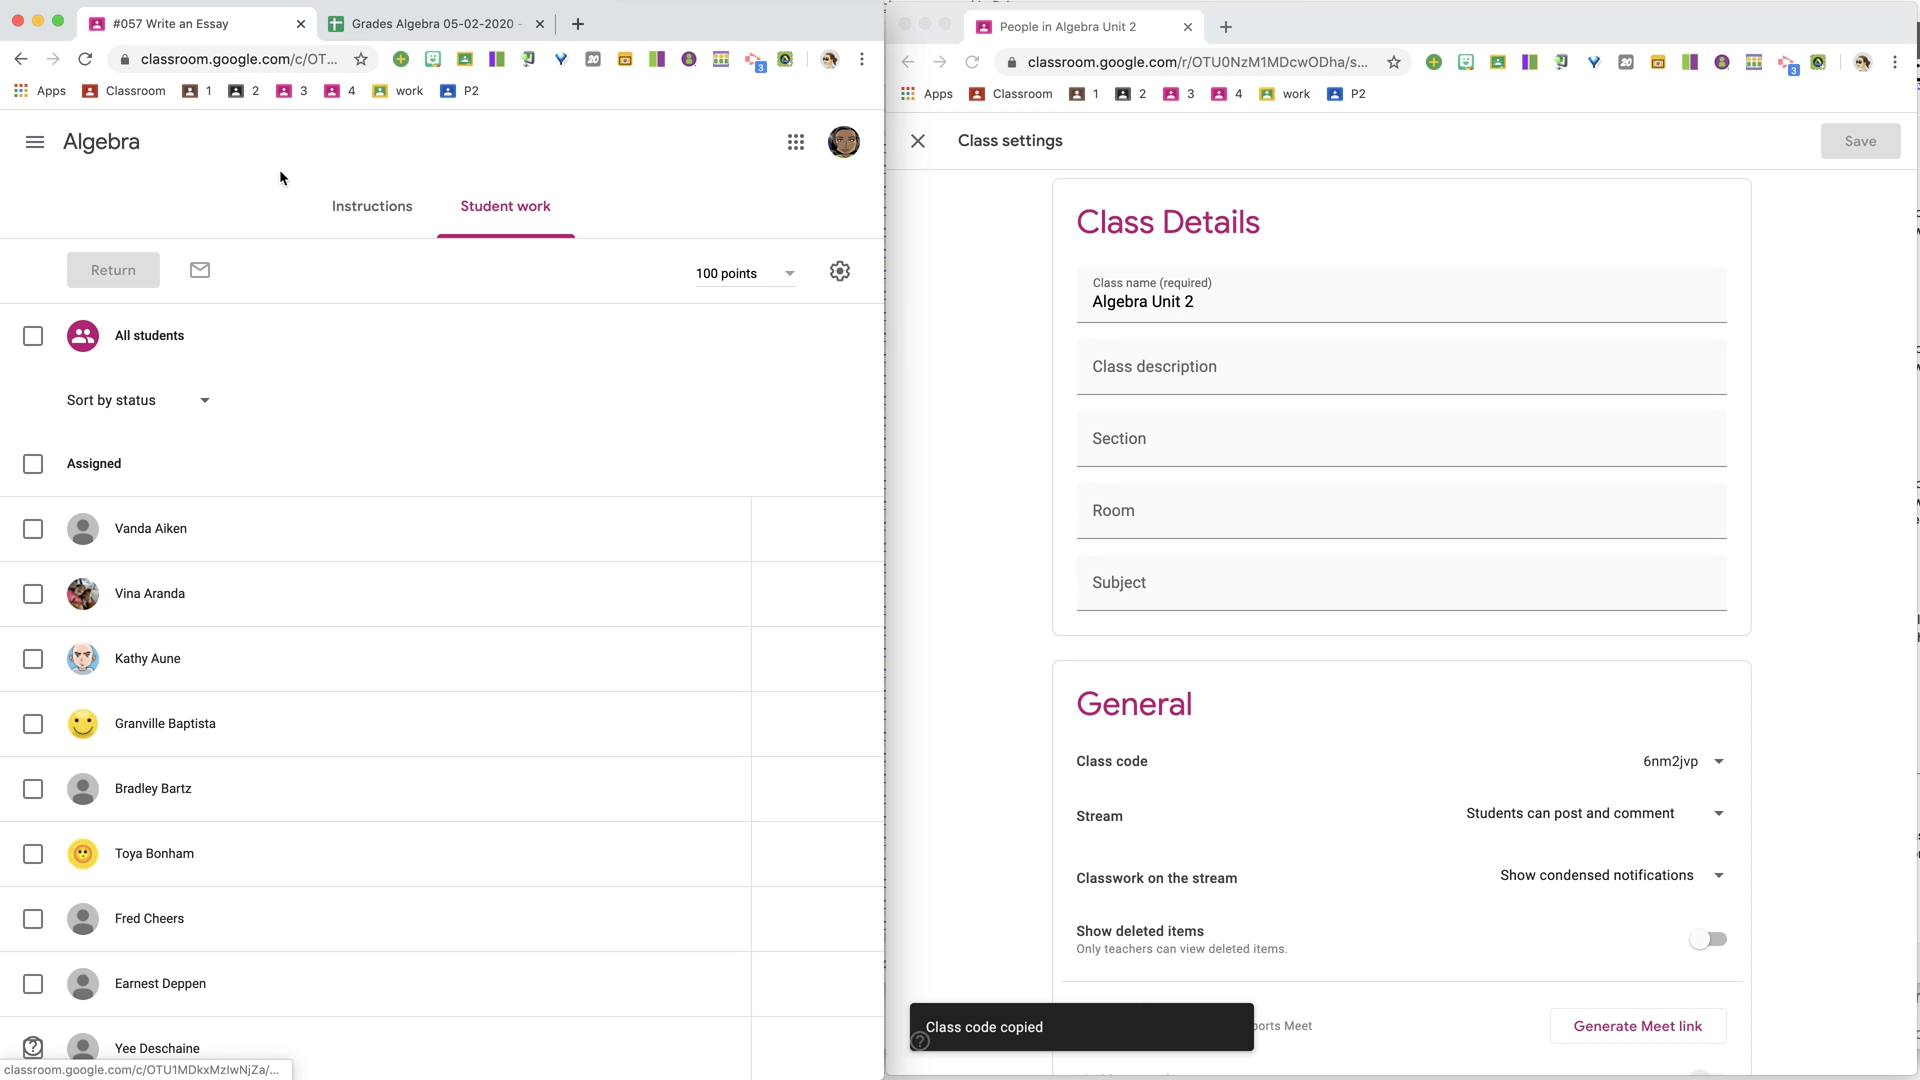 #057 Write an Essay
Grades Algebra 05-02-2020 -
classroom.google.com/c/OT...
20
3
Apps
Classroom
1
2
3
4
work
P2
Algebra
Instructions
Student work
Return
100 points
All students
Sort by status
Assigned
Vanda Aiken
Vina Aranda
Kathy Aune
Granville Baptista
Bradley Bartz
Toya Bonham
Fred Cheers
Earnest Deppen
Yee Deschaine
classroom.google.com/c/OTU1MDkxMzIwNjZa/...
People in Algebra Unit 2
classroom.google.com/r/OTU0NzM1MDcwODha/s...
20
3
Apps
Classroom
1
2
3
4
work
P2
Class settings
Save
Class Details
Class name (required)
Algebra Unit 2
Class description
Section
Room
Subject
General
Class code
6nm2jvp
Stream
Students can post and comment
Classwork on the stream
Show condensed notifications
Show deleted items
Only teachers can view deleted items.
Class code copied
ports Meet
Generate Meet link